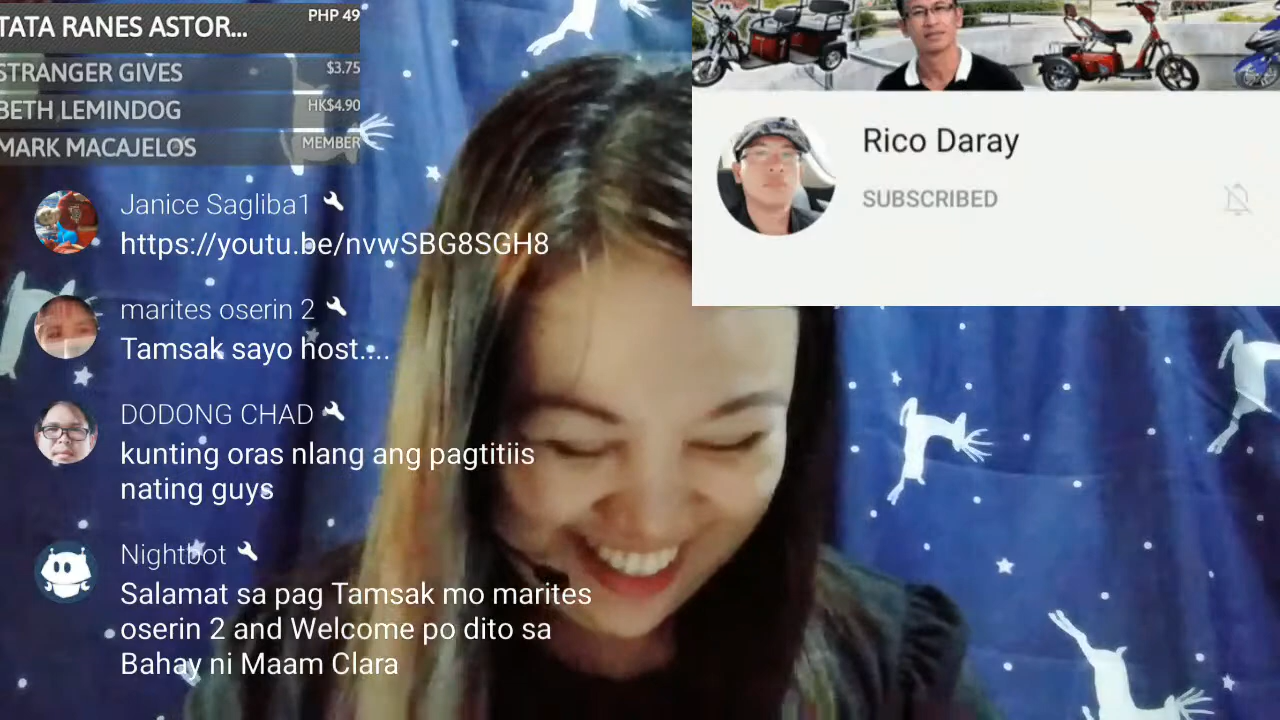 TATA RANES ASTOR... PHP 49
STRANGER GIVES $3.75
BETH LEMINDOG HK$4.90
MARK MACAJELOS MEMBER
Janice Sagliba1
https://youtu.be/nvwSBG8SGH8
marites oserin 2
Tamsak sayo host....
DODONG CHAD
kunting oras nlang ang pagtitiis
nating guys
Nightbot
Salamat sa pag Tamsak mo marites
oserin 2 and Welcome po dito sa
Bahay ni Maam Clara
Rico Daray
SUBSCRIBED